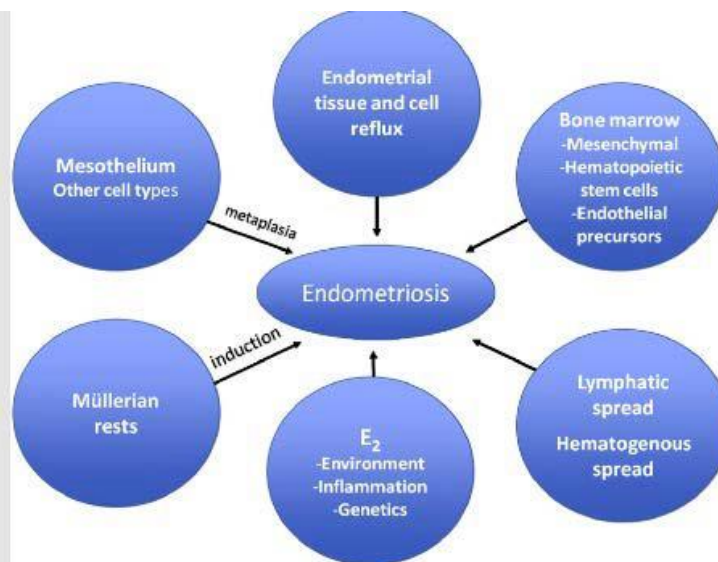 Endometrial
tissue and cell
reflux
Mesothelium
Other cell types
Bone marrow
-Mesenchymal
-Hematopoietic
stem cells
-Endothelial
precursors
metaplasia
Endometriosis
induction
Müllerian
rests
E₂
-Environment
-Inflammation
-Genetics
Lymphatic
spread
Hematogenous
spread